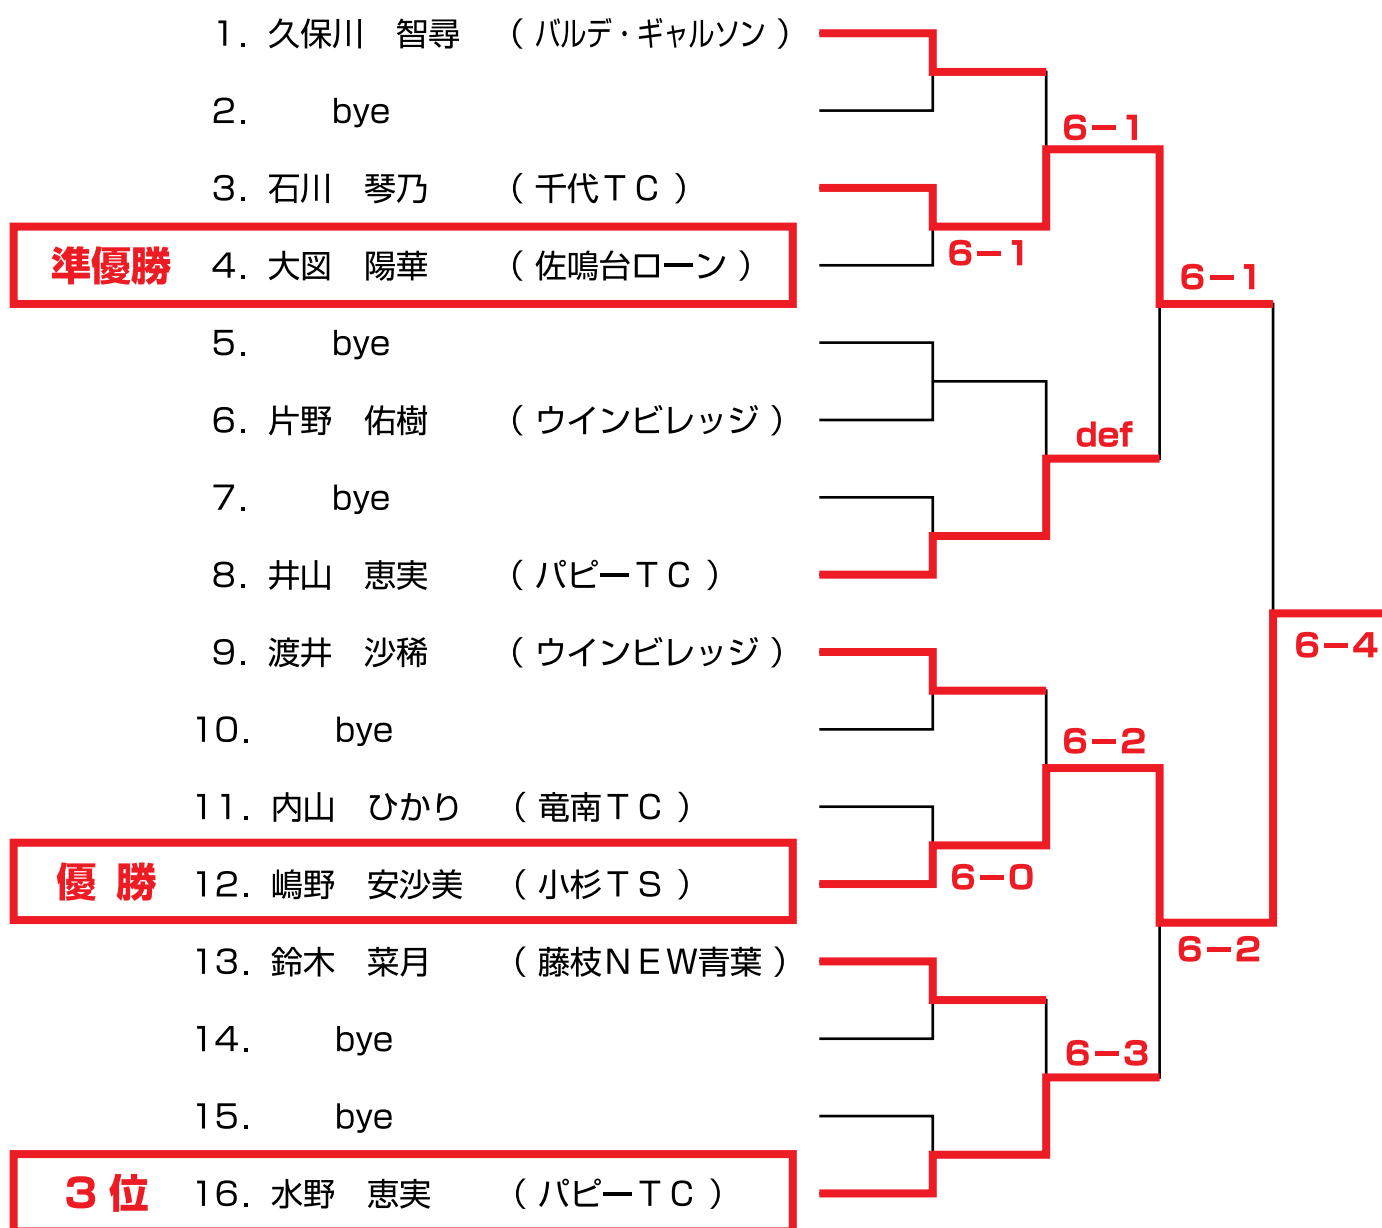 1. 久保川　智尋　（ バルデ・ギャルソン ）
2. bye
6－1
3. 石川　琴乃　（ 千代ＴＣ ）
準優勝 4. 大図　陽華　（ 佐鳴台ローン ）
6－1
6－1
5. bye
6. 片野　佑樹　（ ウインビレッジ ）
def
7. bye
8. 井山　恵実　（ パピーＴＣ ）
9. 渡井　沙稀　（ ウインビレッジ ）
6－4
10. bye
6－2
11. 内山　ひかり　（ 竜南ＴＣ ）
優 勝 12. 嶋野　安沙美　（ 小杉ＴＳ ）
6－0
13. 鈴木　菜月　（ 藤枝ＮＥＷ青葉 ）
6－2
14. bye
6－3
15. bye
3 位 16. 水野　恵実　（ パピーＴＣ ）